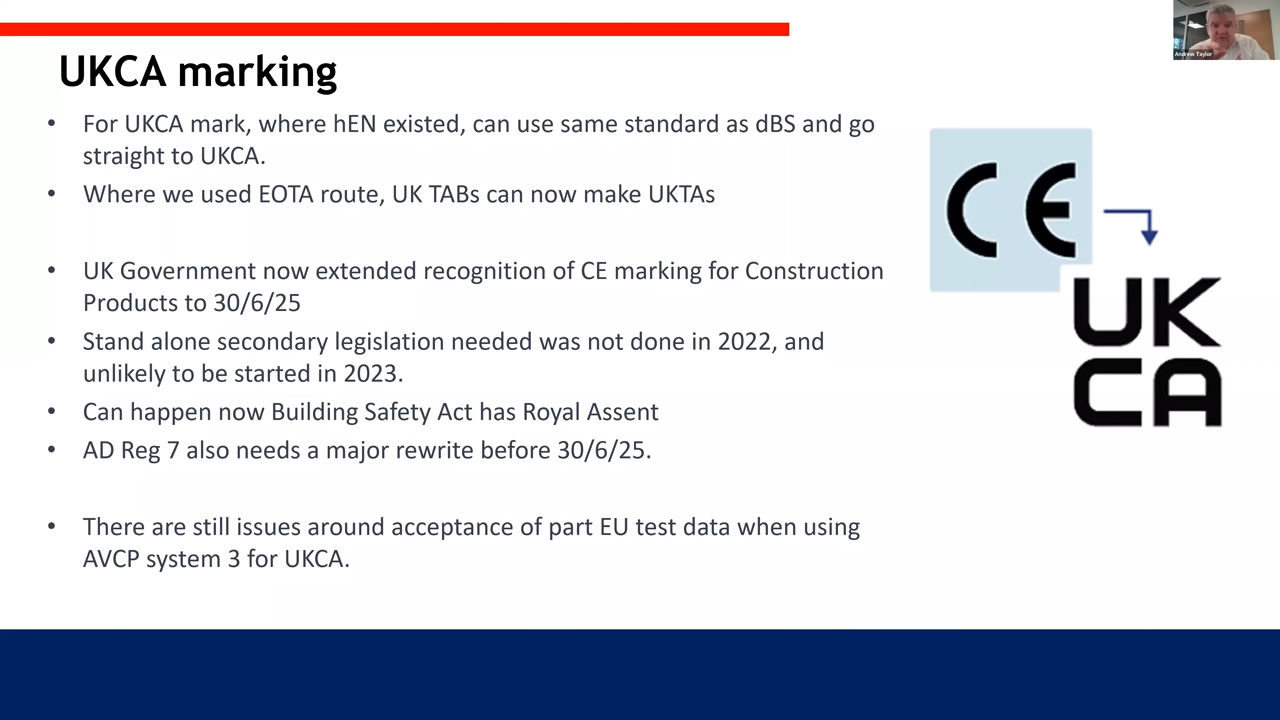 Andrew Taylor
UKCA marking
• For UKCA mark, where hEN existed, can use same standard as dBS and go
straight to UKCA.
• Where we used EOTA route, UK TABs can now make UKTAs
• UK Government now extended recognition of CE marking for Construction
Products to 30/6/25
• Stand alone secondary legislation needed was not done in 2022, and
unlikely to be started in 2023.
• Can happen now Building Safety Act has Royal Assent
• AD Reg 7 also needs a major rewrite before 30/6/25.
• There are still issues around acceptance of part EU test data when using
AVCP system 3 for UKCA.
CE
UK
CA